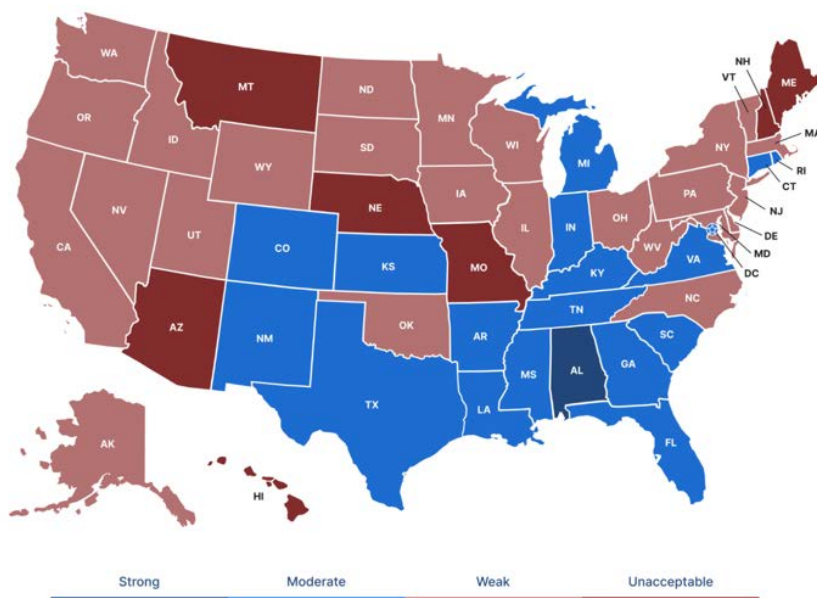 WA
MT
ND
MN
OR
ID
SD
WI
WY
MI
NH
VT
ME
NY
MA
RI
CT
NV
NE
IA
PA
NJ
CA
UT
CO
IL
IN
OH
DE
MD
DC
WV
VA
KS
MO
KY
AZ
NM
OK
AR
TN
NC
TX
LA
MS
AL
GA
SC
FL
AK
HI
Strong Moderate Weak Unacceptable